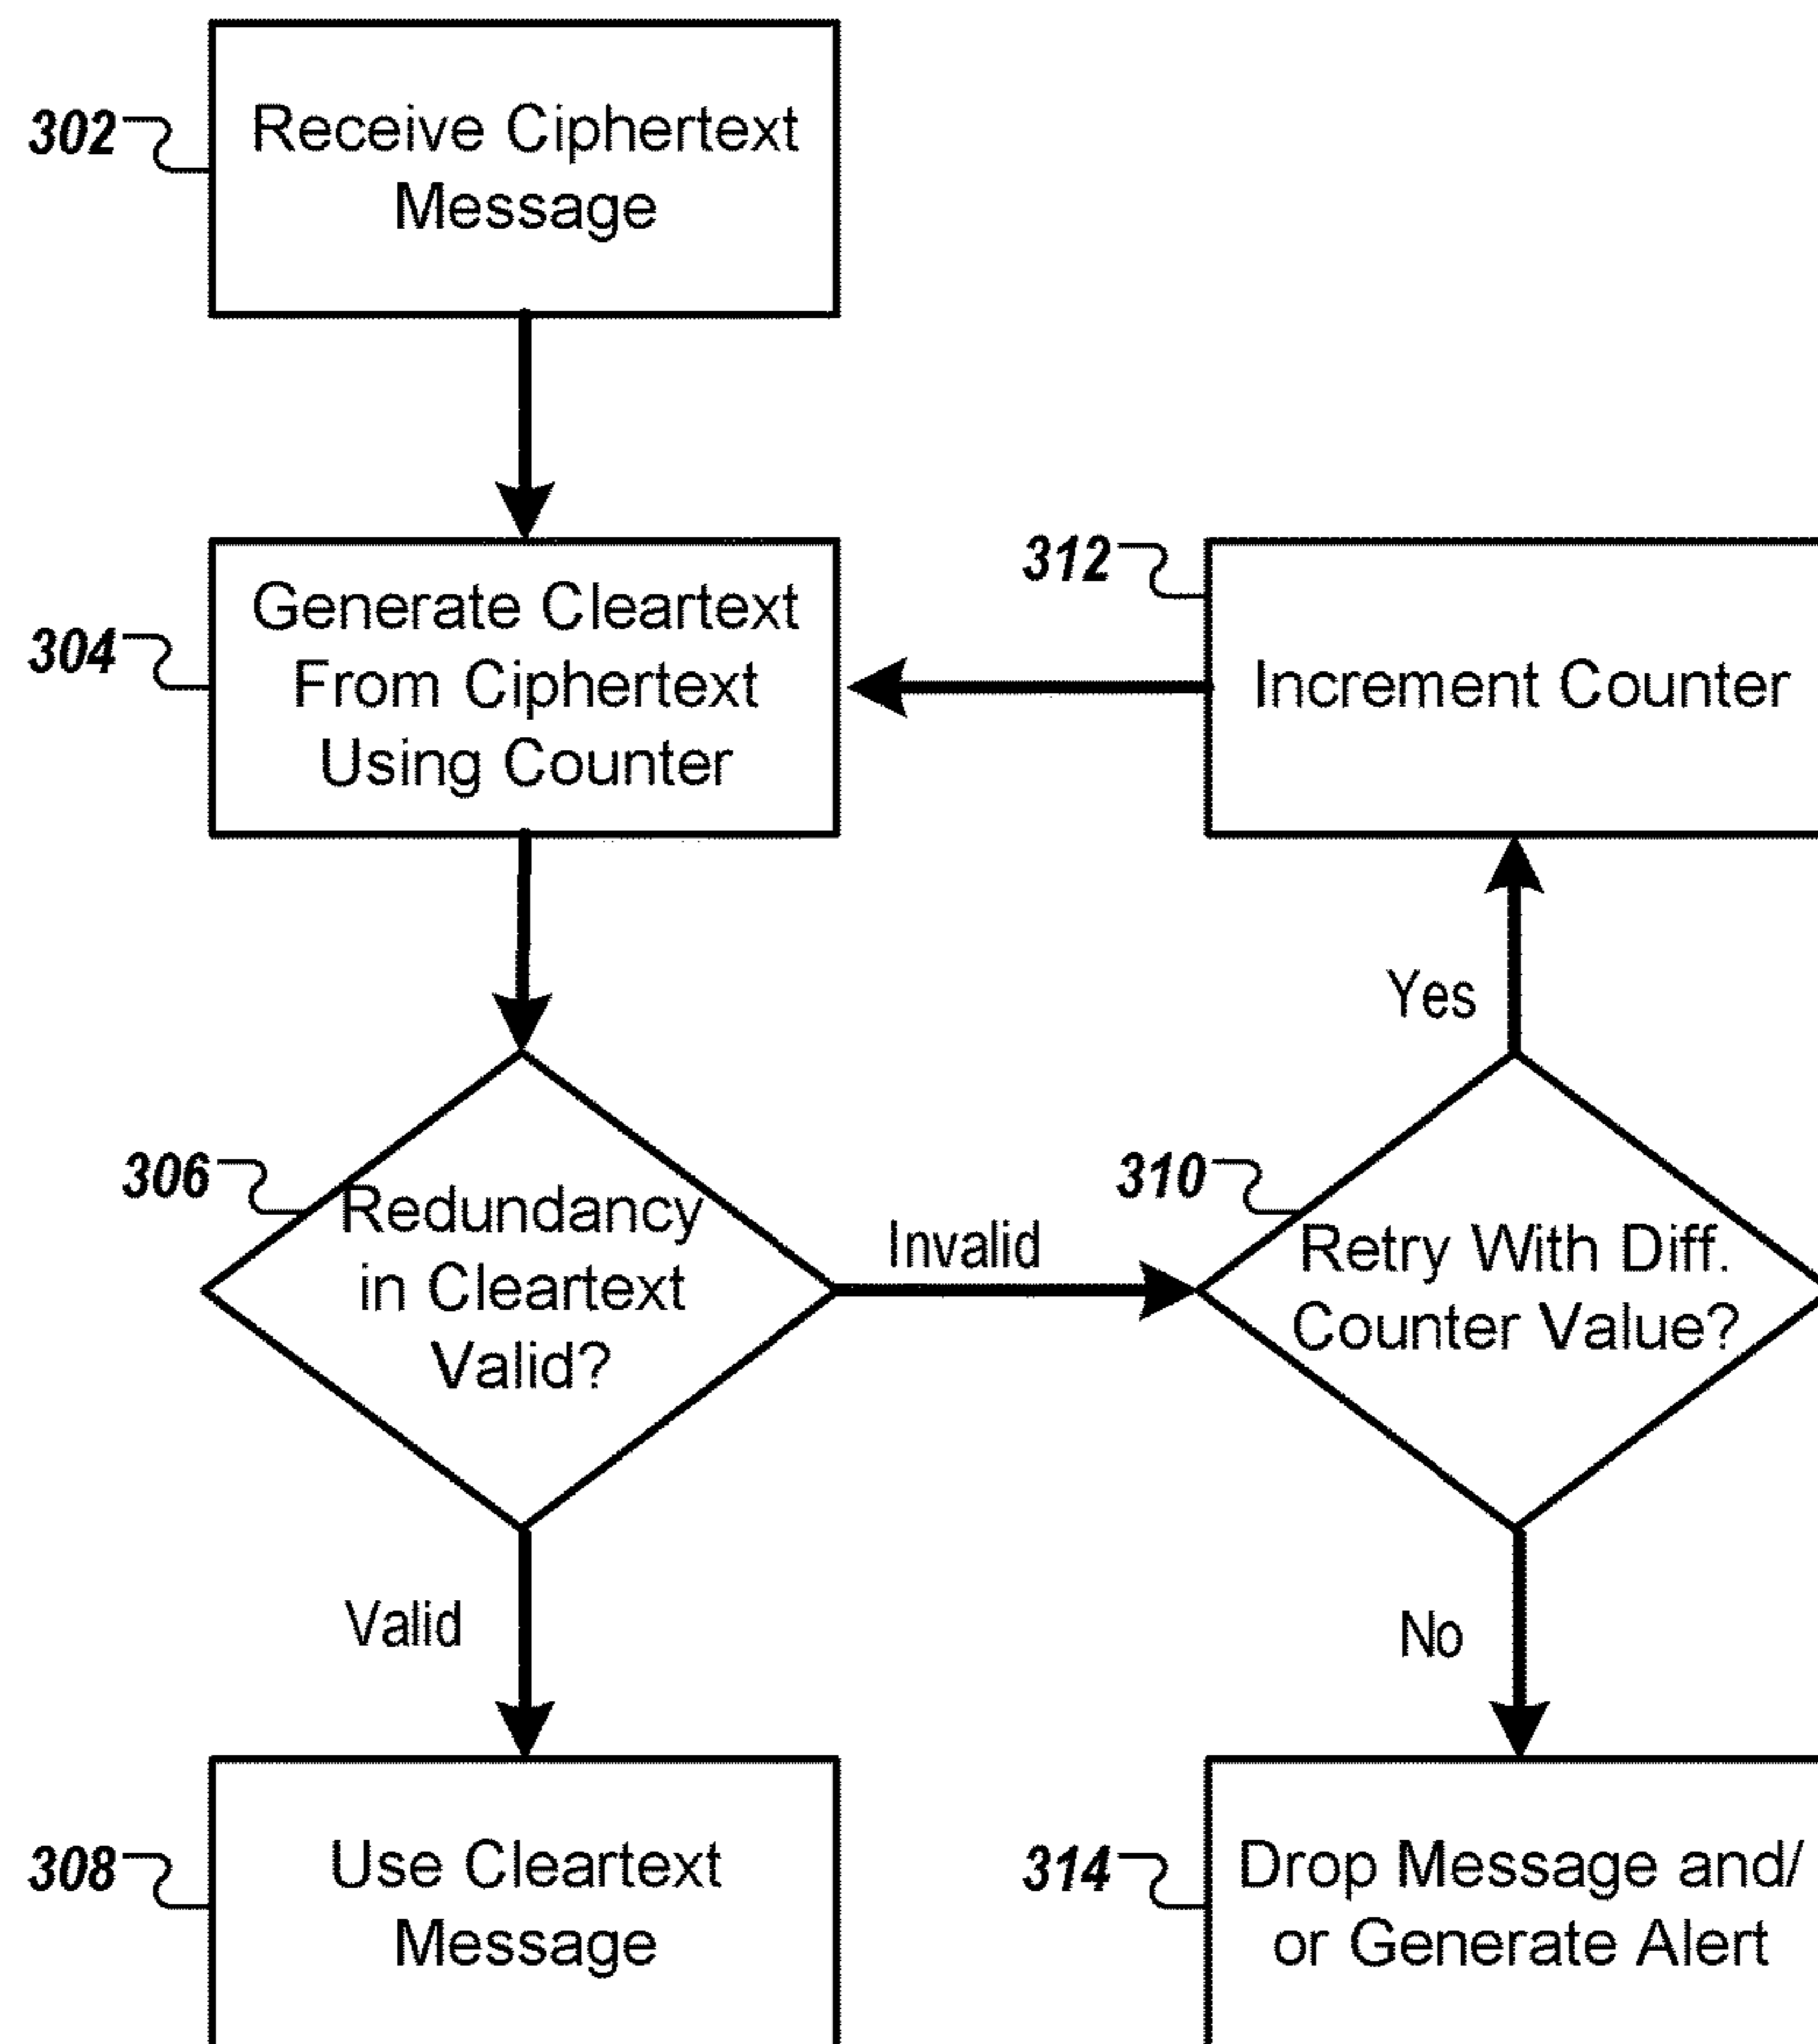 302
Receive Ciphertext
Message
304
Generate Cleartext
From Ciphertext
Using Counter
312
Increment Counter
306
Redundancy
in Cleartext
Valid?
Invalid
310
Retry With Diff.
Counter Value?
Yes
Valid
No
308
Use Cleartext
Message
314
Drop Message and/
or Generate Alert